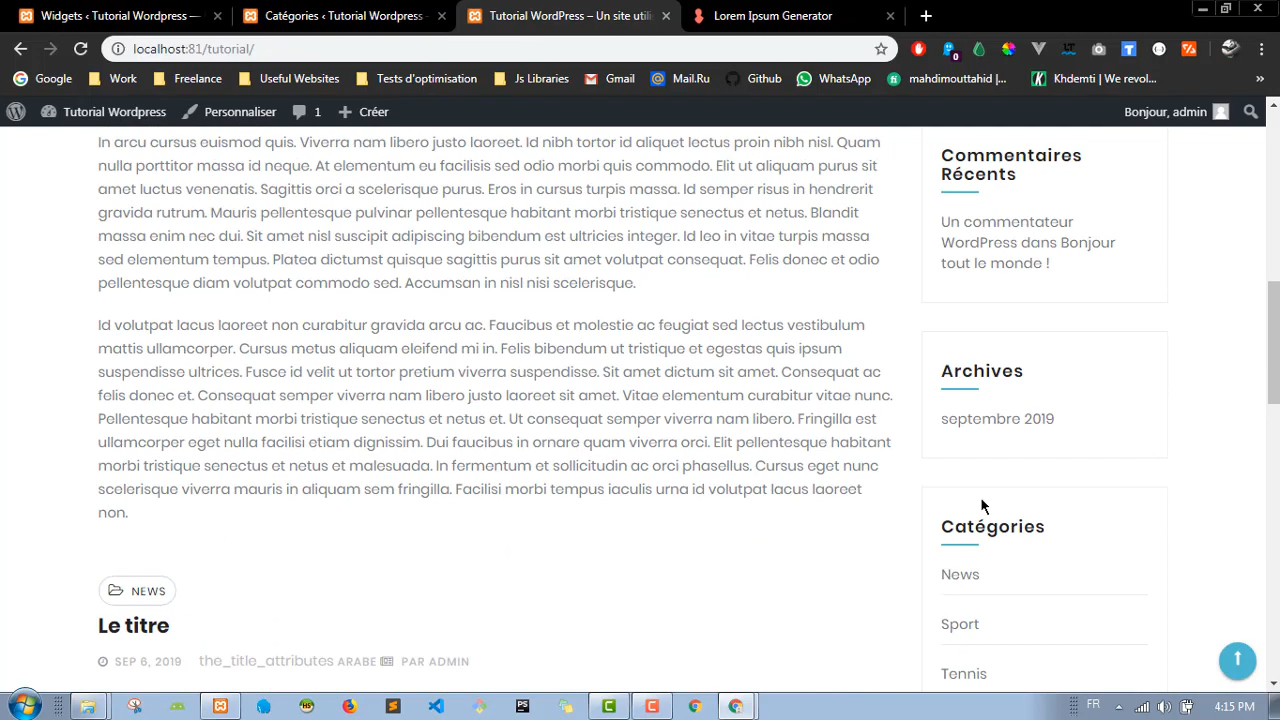 Widgets ‹ Tutorial Wordpress —
Catégories ‹ Tutorial Wordpress
Tutorial WordPress – Un site utili
Lorem Ipsum Generator
localhost:81/tutorial/
0
Google
Work
Freelance
Useful Websites
Tests d'optimisation
Js Libraries
Gmail
Mail.Ru
Github
WhatsApp
mahdimouttahid |...
Khdemti | We revol...
»
Tutorial Wordpress
Personnaliser
1
Créer
Bonjour, admin
In arcu cursus euismod quis. Viverra nam libero justo laoreet. Id nibh tortor id aliquet lectus proin nibh nisl. Quam
nulla porttitor massa id neque. At elementum eu facilisis sed odio morbi quis commodo. Elit ut aliquam purus sit
amet luctus venenatis. Sagittis orci a scelerisque purus. Eros in cursus turpis massa. Id semper risus in hendrerit
gravida rutrum. Mauris pellentesque pulvinar pellentesque habitant morbi tristique senectus et netus. Blandit
massa enim nec dui. Sit amet nisl suscipit adipiscing bibendum est ultricies integer. Id leo in vitae turpis massa
sed elementum tempus. Platea dictumst quisque sagittis purus sit amet volutpat consequat. Felis donec et odio
pellentesque diam volutpat commodo sed. Accumsan in nisl nisi scelerisque.
Id volutpat lacus laoreet non curabitur gravida arcu ac. Faucibus et molestie ac feugiat sed lectus vestibulum
mattis ullamcorper. Cursus metus aliquam eleifend mi in. Felis bibendum ut tristique et egestas quis ipsum
suspendisse ultrices. Fusce id velit ut tortor pretium viverra suspendisse. Sit amet dictum sit amet. Consequat ac
felis donec et. Consequat semper viverra nam libero justo laoreet sit amet. Vitae elementum curabitur vitae nunc.
Pellentesque habitant morbi tristique senectus et netus et. Ut consequat semper viverra nam libero. Fringilla est
ullamcorper eget nulla facilisi etiam dignissim. Dui faucibus in ornare quam viverra orci. Elit pellentesque habitant
morbi tristique senectus et netus et malesuada. In fermentum et sollicitudin ac orci phasellus. Cursus eget nunc
scelerisque viverra mauris in aliquam sem fringilla. Facilisi morbi tempus iaculis urna id volutpat lacus laoreet
non.
NEWS
Le titre
SEP 6, 2019 the_title_attributes ARABE PAR ADMIN
Commentaires
Récents
Un commentateur
WordPress dans Bonjour
tout le monde !
Archives
septembre 2019
Catégories
News
Sport
Tennis
FR
4:15 PM